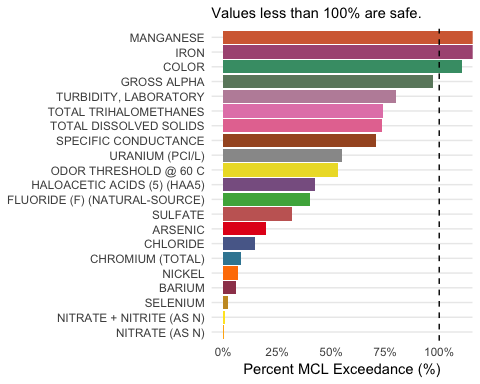 Values less than 100% are safe.
MANGANESE
IRON
COLOR
GROSS ALPHA
TURBIDITY, LABORATORY
TOTAL TRIHALOMETHANES
TOTAL DISSOLVED SOLIDS
SPECIFIC CONDUCTANCE
URANIUM (PCI/L)
ODOR THRESHOLD @ 60 C
HALOACETIC ACIDS (5) (HAA5)
FLUORIDE (F) (NATURAL-SOURCE)
SULFATE
ARSENIC
CHLORIDE
CHROMIUM (TOTAL)
NICKEL
BARIUM
SELENIUM
NITRATE + NITRITE (AS N)
NITRATE (AS N)
0% 25% 50% 75% 100%
Percent MCL Exceedance (%)